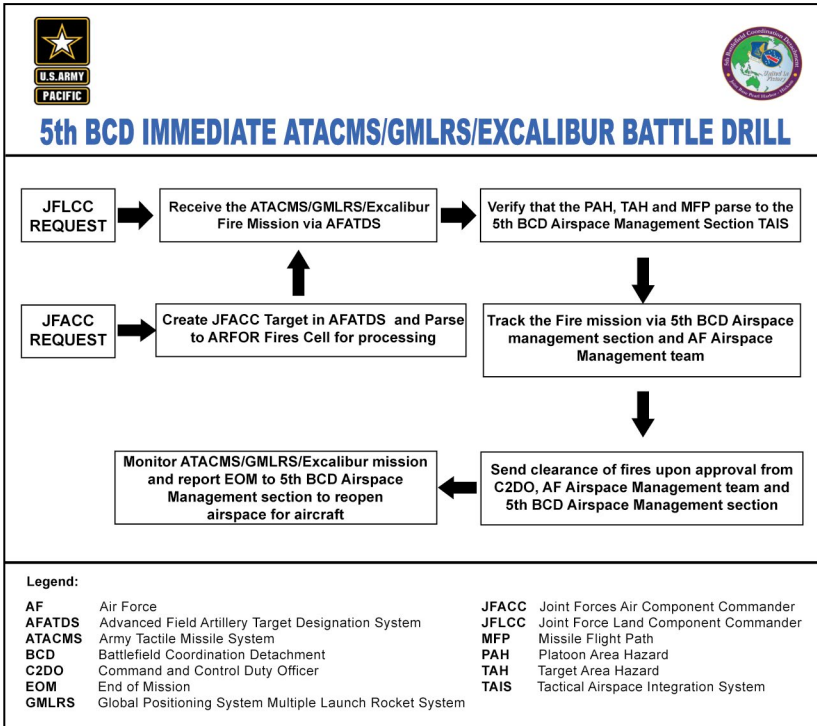 U.S.ARMY
PACIFIC
5th Battlefield Coordination Detachment
5th BCD IMMEDIATE ATACMS/GMLRS/EXCALIBUR BATTLE DRILL
JFLCC
REQUEST
Receive the ATACMS/GMLRS/Excalibur
Fire Mission via AFATDS
Verify that the PAH, TAH and MFP parse to the
5th BCD Airspace Management Section TAIS
JFACC
REQUEST
Create JFACC Target in AFATDS and Parse
to ARFOR Fires Cell for processing
Track the Fire mission via 5th BCD Airspace
management section and AF Airspace
Management team
Monitor ATACMS/GMLRS/Excalibur mission
and report EOM to 5th BCD Airspace
Management section to reopen
airspace for aircraft
Send clearance of fires upon approval from
C2DO, AF Airspace Management team and
5th BCD Airspace Management section
Legend:
AF Air Force
AFATDS Advanced Field Artillery Target Designation System
ATACMS Army Tactile Missile System
BCD Battlefield Coordination Detachment
C2DO Command and Control Duty Officer
EOM End of Mission
GMLRS Global Positioning System Multiple Launch Rocket System
JFACC Joint Forces Air Component Commander
JFLCC Joint Force Land Component Commander
MFP Missile Flight Path
PAH Platoon Area Hazard
TAH Target Area Hazard
TAIS Tactical Airspace Integration System